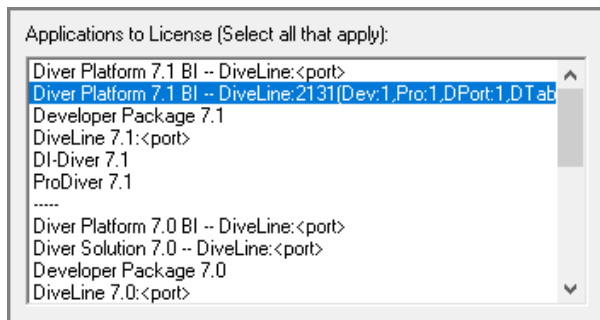 Applications to License (Select all that apply):
Diver Platform 7.1 BI -- DiveLine:<port>
Diver Platform 7.1 BI -- DiveLine:2131(Dev:1,Pro:1,DPort:1,DTab
Developer Package 7.1
DiveLine 7.1:<port>
DI-Diver 7.1
ProDiver 7.1
-----
Diver Platform 7.0 BI -- DiveLine:<port>
Diver Solution 7.0 -- DiveLine:<port>
Developer Package 7.0
DiveLine 7.0:<port>